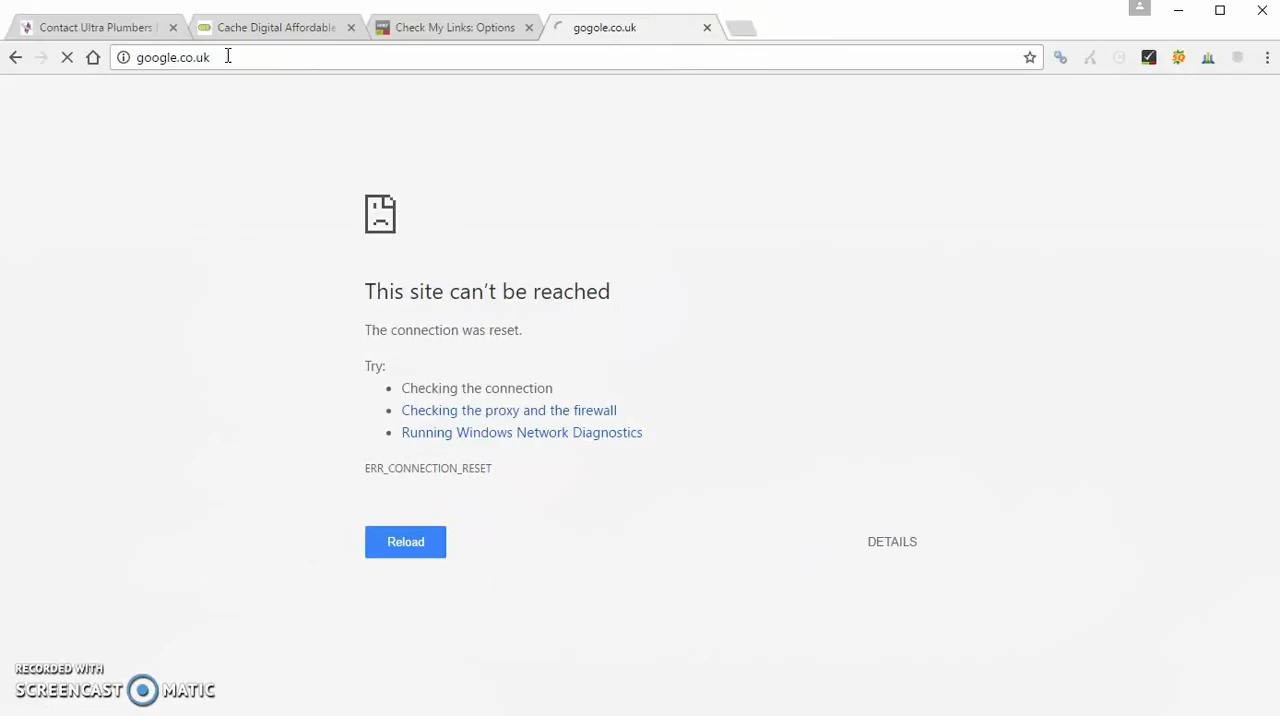 Contact Ultra Plumbers |
Cache Digital Affordable
Check My Links: Options
gogole.co.uk
google.co.uk
This site can't be reached
The connection was reset.
Try:
• Checking the connection
• Checking the proxy and the firewall
• Running Windows Network Diagnostics
ERR_CONNECTION_RESET
Reload
DETAILS
RECORDED WITH
SCREENCAST MATIC